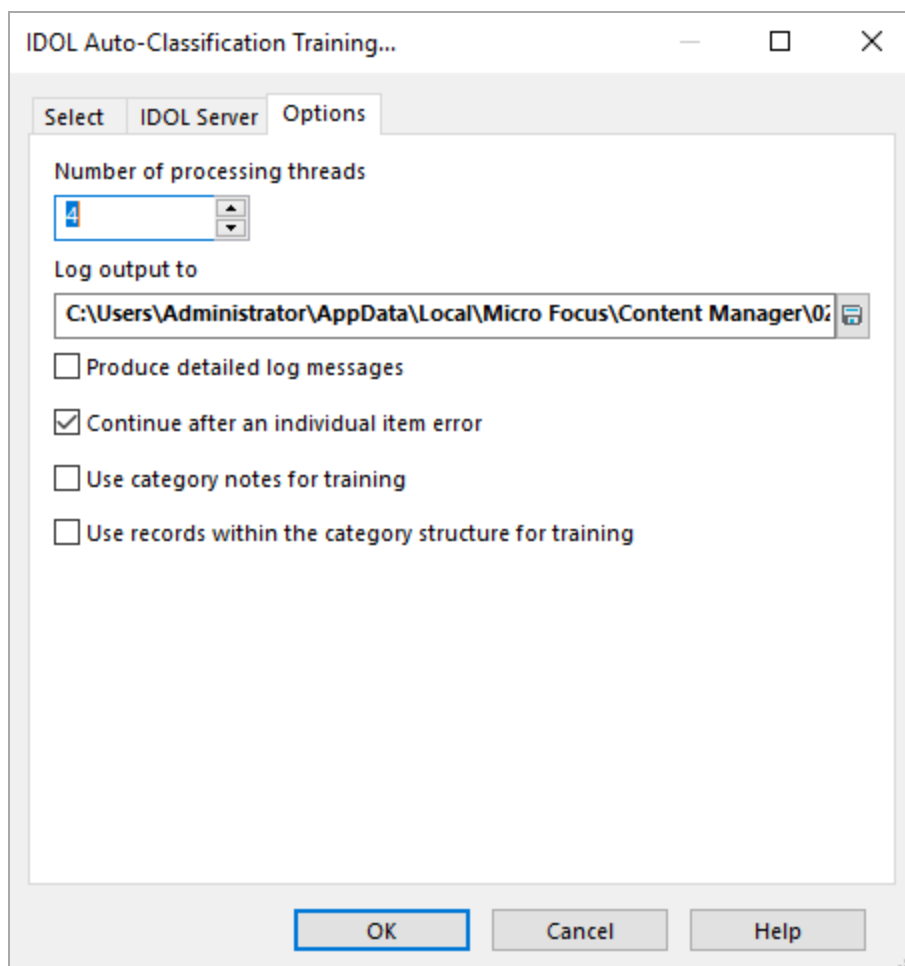 IDOL Auto-Classification Training...
Select IDOL Server Options
Number of processing threads
4
Log output to
C:\Users\Administrator\AppData\Local\Micro Focus\Content Manager\02
Produce detailed log messages
Continue after an individual item error
Use category notes for training
Use records within the category structure for training
OK Cancel Help